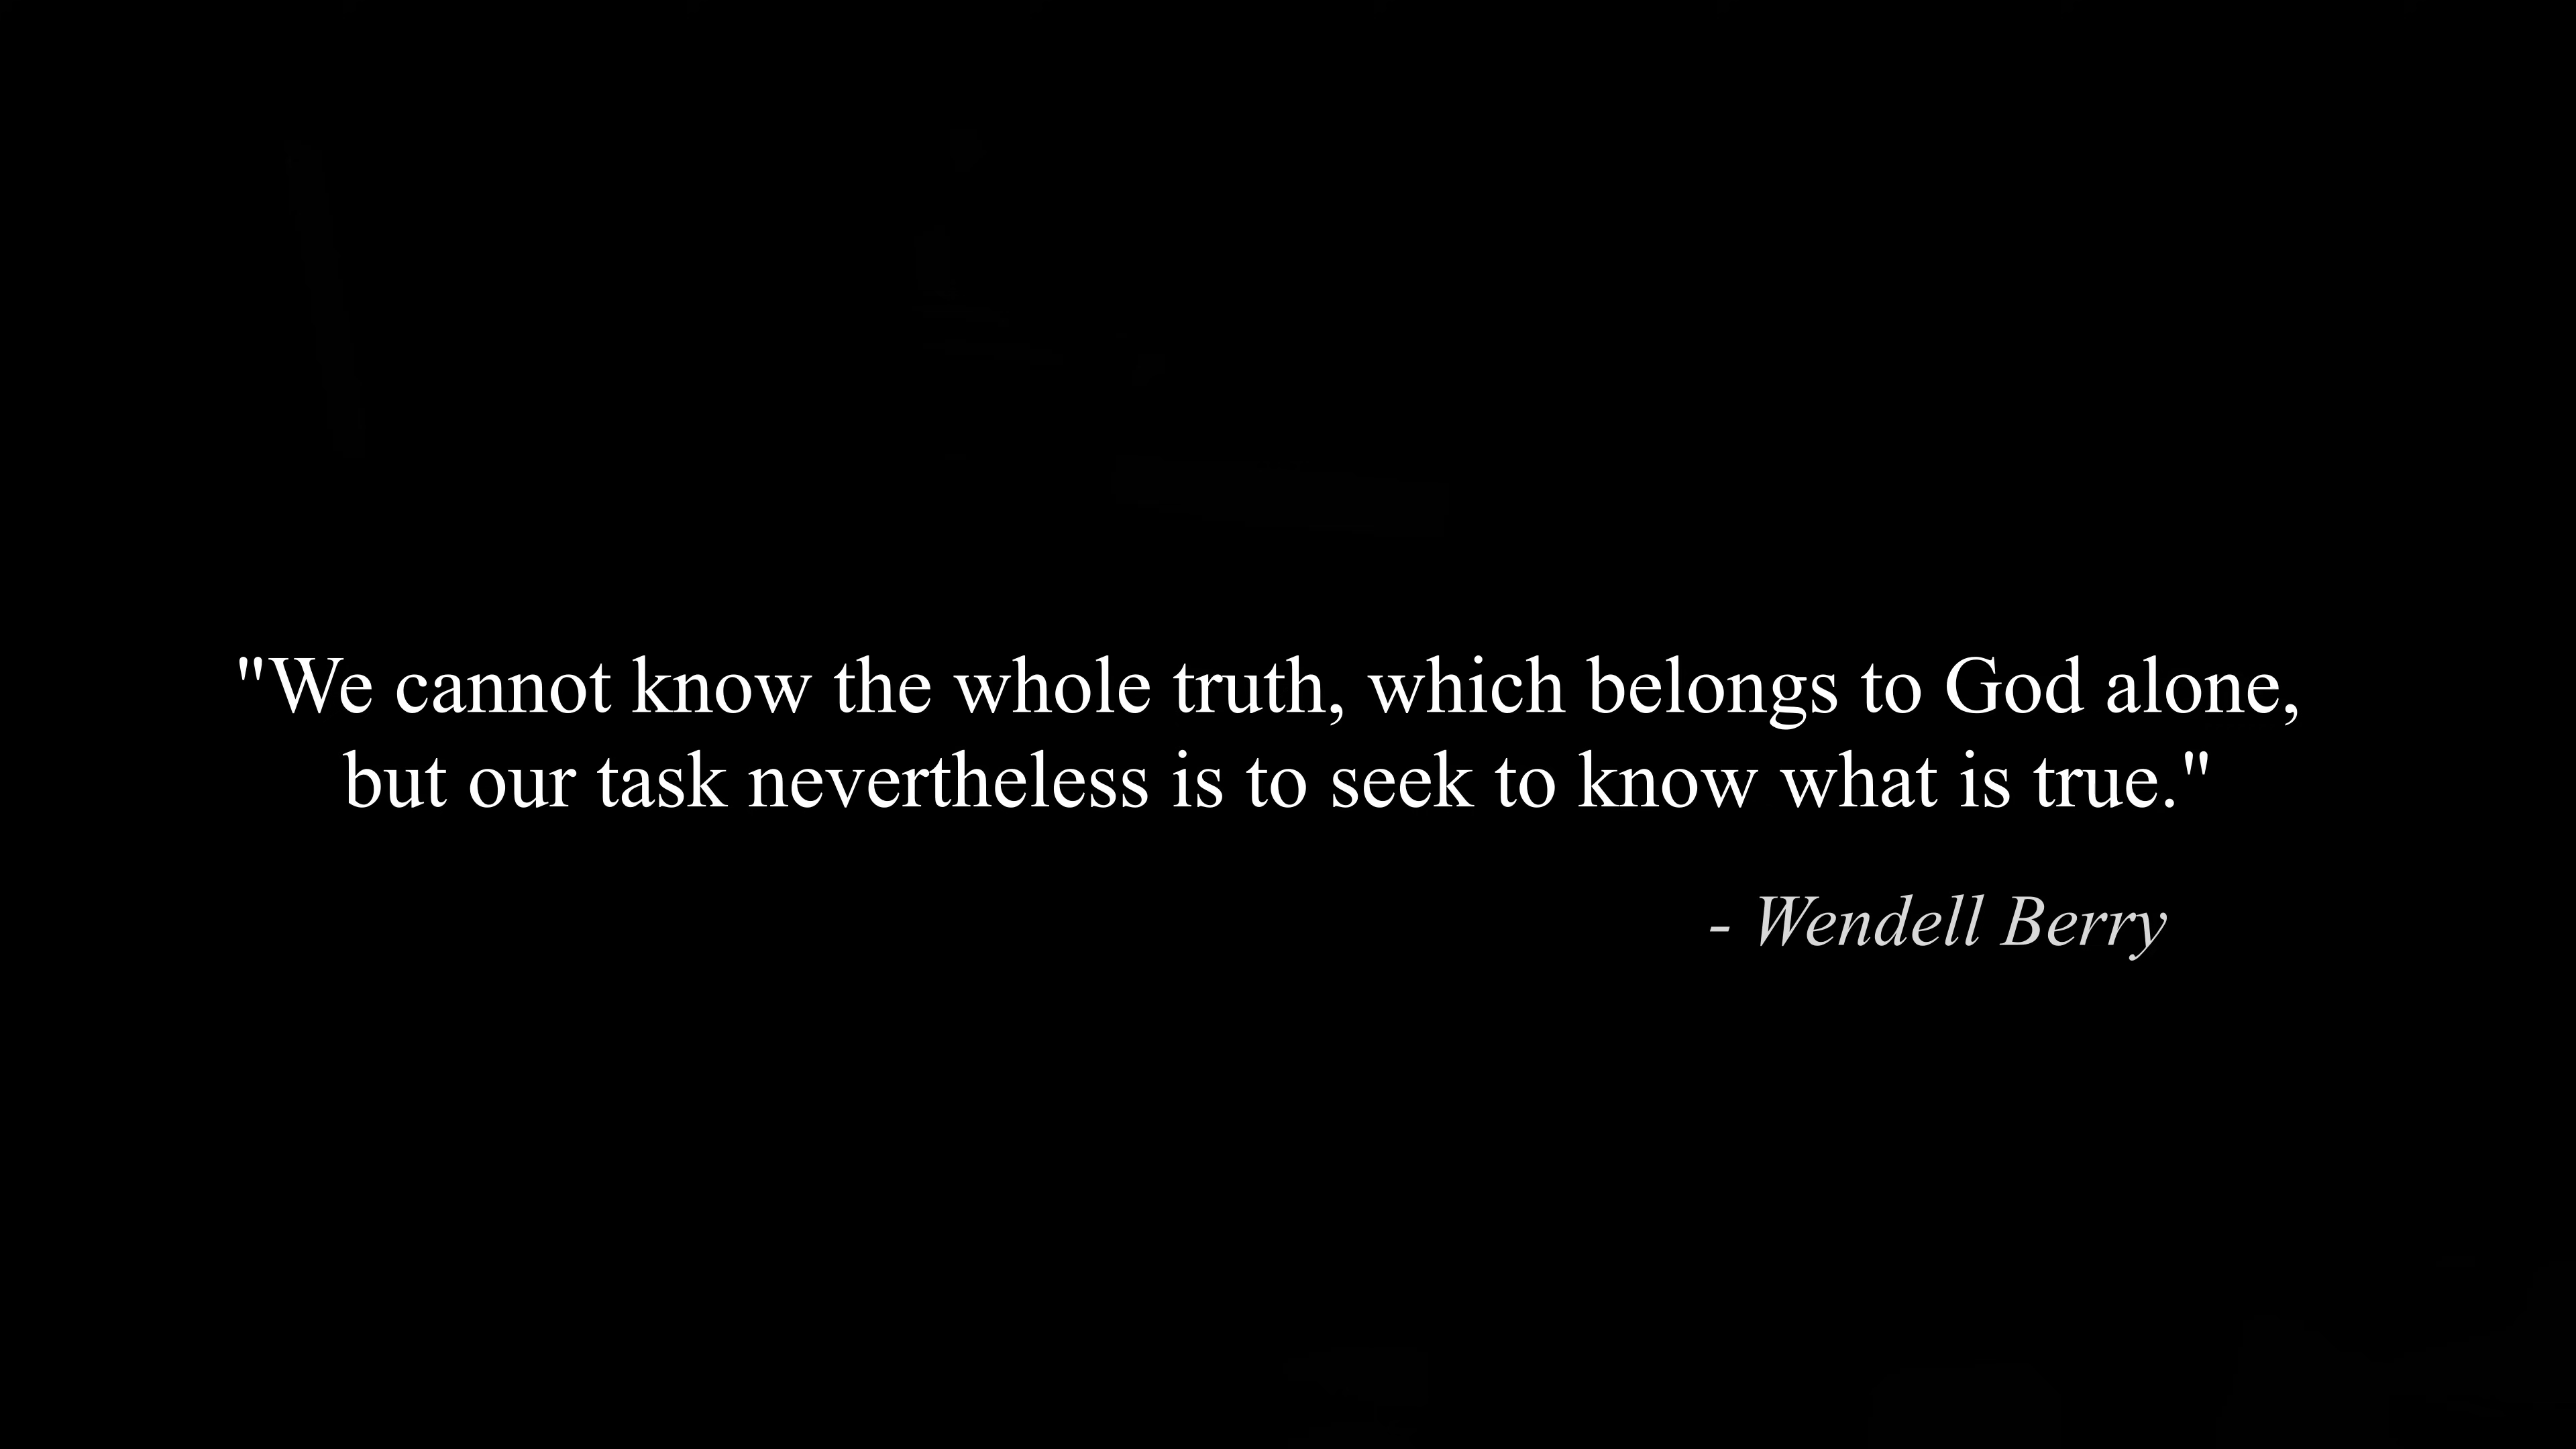 "We cannot know the whole truth, which belongs to God alone,
but our task nevertheless is to seek to know what is true."
- Wendell Berry